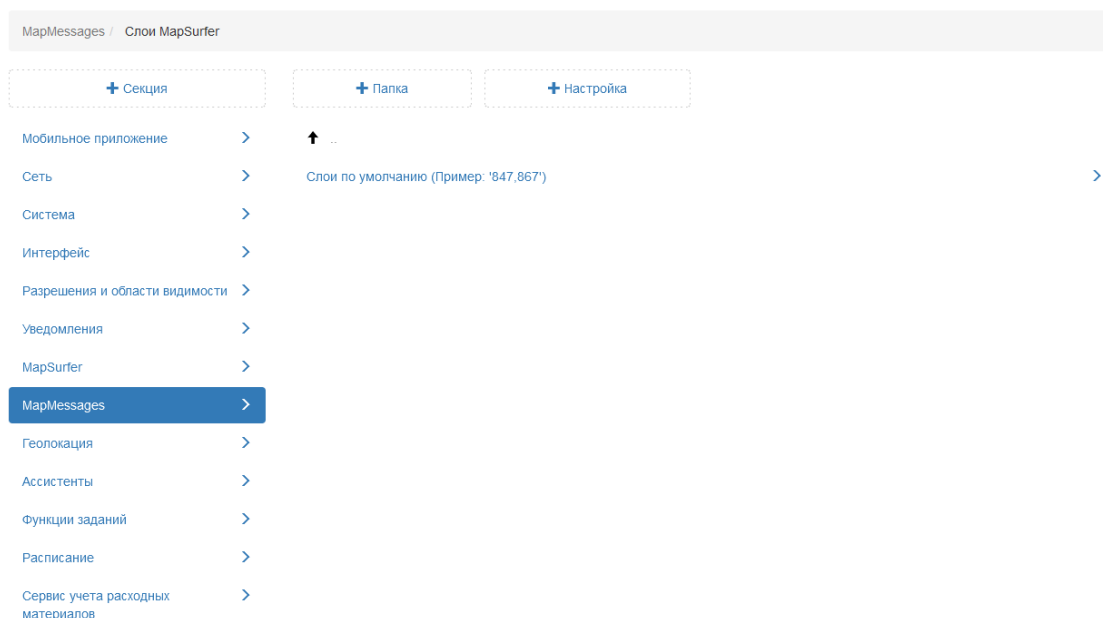 MapMessages / Слои MapSurfer
Секция
Папка
Настройка
Мобильное приложение
Сеть
Система
Интерфейс
Разрешения и области видимости
Уведомления
MapSurfer
MapMessages
Геолокация
Ассистенты
Функции заданий
Расписание
Сервис учета расходных
материалов
..
Слои по умолчанию (Пример: '847,867')